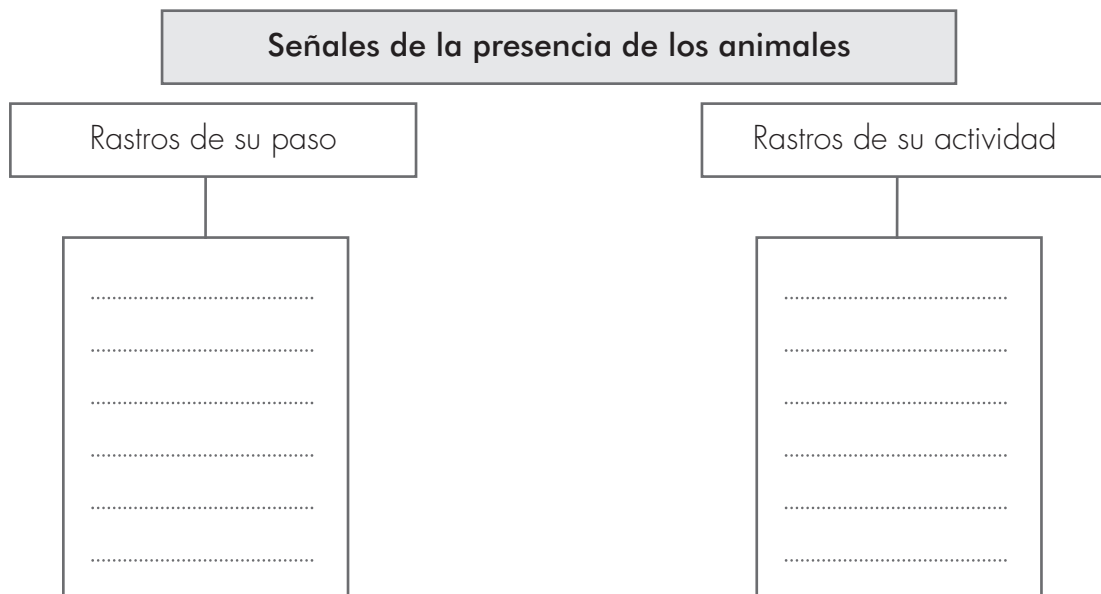 Señales de la presencia de los animales
Rastros de su paso
Rastros de su actividad